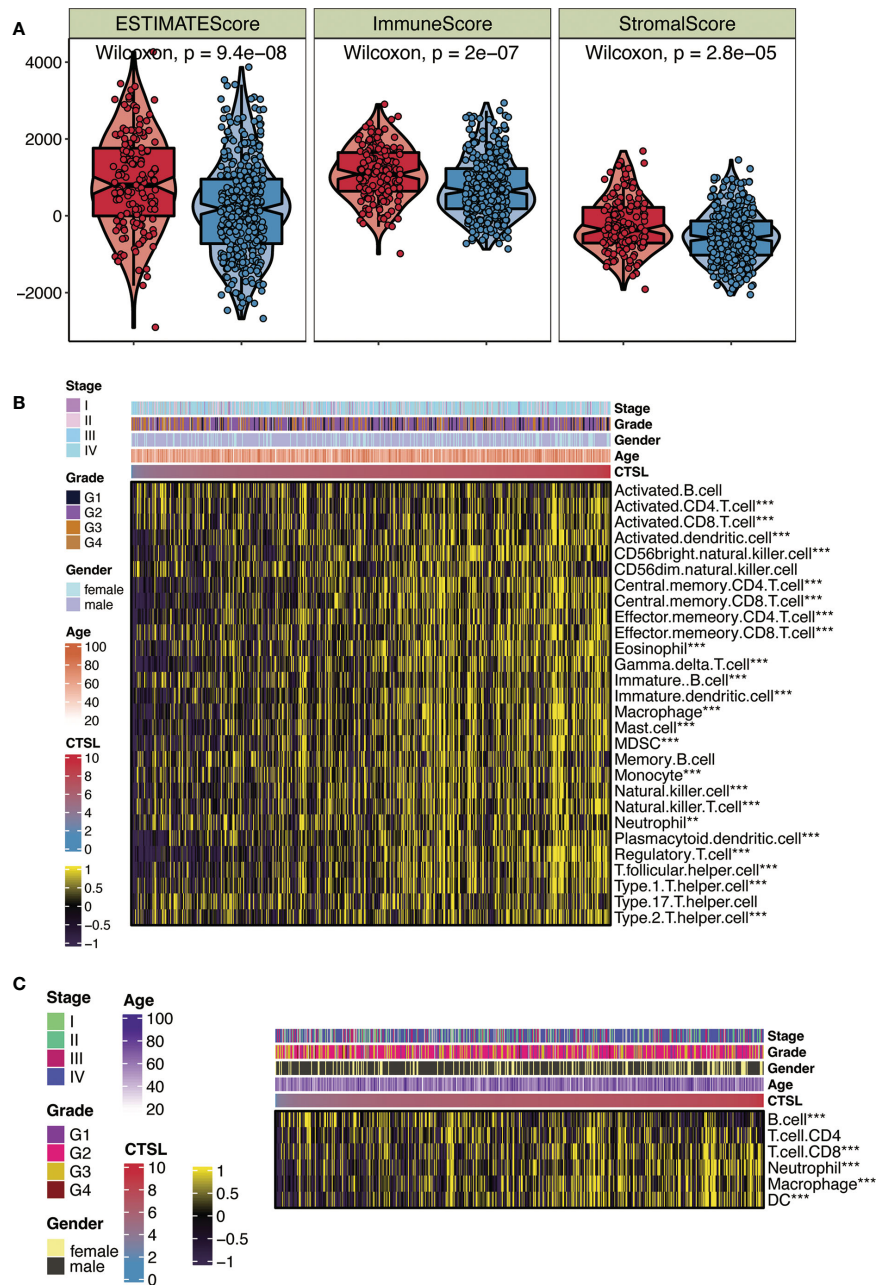 A
ESTIMATEScore
ImmuneScore
StromalScore
Wilcoxon, p = 9.4e−08
Wilcoxon, p = 2e−07
Wilcoxon, p = 2.8e−05
4000
2000
0
−2000
B
Stage
I
II
III
IV
Grade
G1
G2
G3
G4
Gender
female
male
Age
100
80
60
40
20
CTSL
10
8
6
4
2
0
1
0.5
0
−0.5
−1
Stage
Grade
Gender
Age
CTSL
Activated.B.cell
Activated.CD4.T.cell***
Activated.CD8.T.cell***
Activated.dendritic.cell***
CD56bright.natural.killer.cell***
CD56dim.natural.killer.cell
Central.memory.CD4.T.cell***
Central.memory.CD8.T.cell***
Effector.memeory.CD4.T.cell***
Effector.memeory.CD8.T.cell***
Eosinophil***
Gamma.delta.T.cell***
Immature..B.cell***
Immature.dendritic.cell***
Macrophage***
Mast.cell***
MDSC***
Memory.B.cell
Monocyte***
Natural.killer.cell***
Natural.killer.T.cell***
Neutrophil**
Plasmacytoid.dendritic.cell***
Regulatory.T.cell***
T.follicular.helper.cell***
Type.1.T.helper.cell***
Type.17.T.helper.cell
Type.2.T.helper.cell***
C
Stage
I
II
III
IV
Grade
G1
G2
G3
G4
Gender
female
male
Age
100
80
60
40
20
CTSL
10
8
6
4
2
0
1
0.5
0
−0.5
−1
Stage
Grade
Gender
Age
CTSL
B.cell***
T.cell.CD4
T.cell.CD8***
Neutrophil***
Macrophage***
DC***